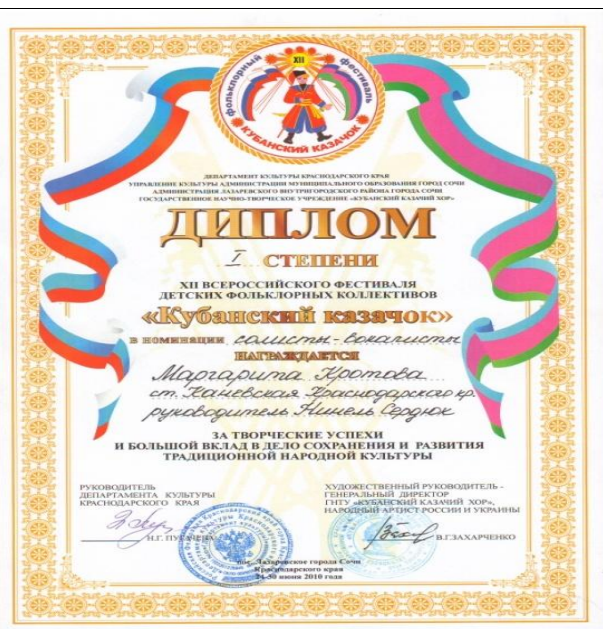 XII
фольклорный фестиваль
КУБАНСКИЙ КАЗАЧОК
ДЕПАРТАМЕНТ КУЛЬТУРЫ КРАСНОДАРСКОГО КРАЯ
УПРАВЛЕНИЕ КУЛЬТУРЫ АДМИНИСТРАЦИИ МУНИЦИПАЛЬНОГО ОБРАЗОВАНИЯ ГОРОД СОЧИ
АДМИНИСТРАЦИЯ ЛАЗАРЕВСКОГО ВНУТРИГОРОДСКОГО РАЙОНА ГОРОДА СОЧИ
ГОСУДАРСТВЕННОЕ НАУЧНО-ТВОРЧЕСКОЕ УЧРЕЖДЕНИЕ «КУБАНСКИЙ КАЗАЧИЙ ХОР»
ДИПЛОМ
I СТЕПЕНИ
XII ВСЕРОССИЙСКОГО ФЕСТИВАЛЯ
ДЕТСКИХ ФОЛЬКЛОРНЫХ КОЛЛЕКТИВОВ
«Кубанский казачок»
В НОМИНАЦИИ солисты-вокалисты
НАГРАЖДАЕТСЯ
Маргарита Кротова
ст. Каневская Краснодарского кр.
руководитель Нинель Сердюк
ЗА ТВОРЧЕСКИЕ УСПЕХИ
И БОЛЬШОЙ ВКЛАД В ДЕЛО СОХРАНЕНИЯ И РАЗВИТИЯ
ТРАДИЦИОННОЙ НАРОДНОЙ КУЛЬТУРЫ
РУКОВОДИТЕЛЬ
ДЕПАРТАМЕНТА КУЛЬТУРЫ
КРАСНОДАРСКОГО КРАЯ
Н.Г. ПУГАЧЕВА
ХУДОЖЕСТВЕННЫЙ РУКОВОДИТЕЛЬ -
ГЕНЕРАЛЬНЫЙ ДИРЕКТОР
ГНТУ «КУБАНСКИЙ КАЗАЧИЙ ХОР»,
НАРОДНЫЙ АРТИСТ РОССИИ И УКРАИНЫ
В.Г.ЗАХАРЧЕНКО
пос. Лазаревское города Сочи
Краснодарского края
24-30 июня 2010 года